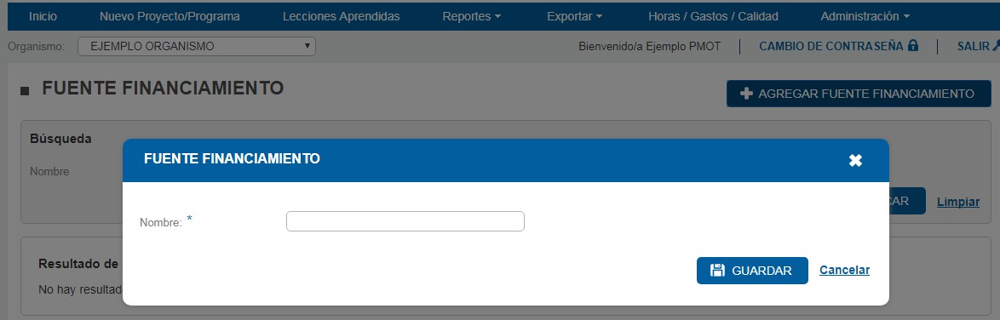 Inicio Nuevo Proyecto/Programa Lecciones Aprendidas Reportes Exportar Horas / Gastos / Calidad Administración
Organismo: EJEMPLO ORGANISMO Bienvenido/a Ejemplo PMOT CAMBIO DE CONTRASEÑA SALIR
FUENTE FINANCIAMIENTO
AGREGAR FUENTE FINANCIAMIENTO
Búsqueda
Nombre
Limpiar
FUENTE FINANCIAMIENTO
Nombre: *
GUARDAR Cancelar
Resultado de
No hay